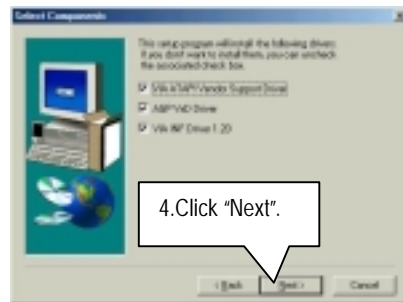 Select Components
This setup program will install the following drivers.
If you don't want to install them, you can uncheck
the associated check box.
VIA ATAPI Vendor Support Driver
AGP VxD Driver
VIA INF Driver 1.20
4.Click “Next”.
< Back
Next >
Cancel